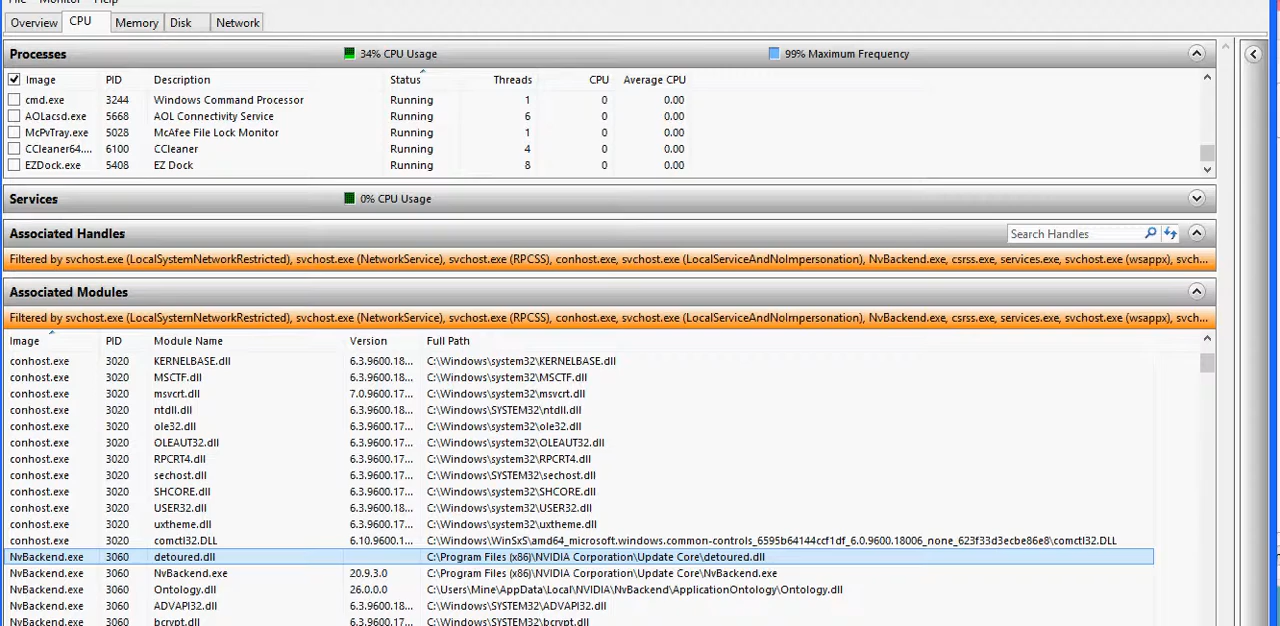 File Monitor Help
Overview CPU Memory Disk Network
Processes 34% CPU Usage 99% Maximum Frequency
Image PID Description Status Threads CPU Average CPU
cmd.exe 3244 Windows Command Processor Running 1 0 0.00
AOLacsd.exe 5668 AOL Connectivity Service Running 6 0 0.00
McPvTray.exe 5028 McAfee File Lock Monitor Running 1 0 0.00
CCleaner64.... 6100 CCleaner Running 4 0 0.00
EZDock.exe 5408 EZ Dock Running 8 0 0.00
Services 0% CPU Usage
Associated Handles Search Handles
Filtered by svchost.exe (LocalSystemNetworkRestricted), svchost.exe (NetworkService), svchost.exe (RPCSS), conhost.exe, svchost.exe (LocalServiceAndNoImpersonation), NvBackend.exe, csrss.exe, services.exe, svchost.exe (wsappx), svch...
Associated Modules
Filtered by svchost.exe (LocalSystemNetworkRestricted), svchost.exe (NetworkService), svchost.exe (RPCSS), conhost.exe, svchost.exe (LocalServiceAndNoImpersonation), NvBackend.exe, csrss.exe, services.exe, svchost.exe (wsappx), svch...
Image PID Module Name Version Full Path
conhost.exe 3020 KERNELBASE.dll 6.3.9600.18... C:\Windows\system32\KERNELBASE.dll
conhost.exe 3020 MSCTF.dll 6.3.9600.18... C:\Windows\system32\MSCTF.dll
conhost.exe 3020 msvcrt.dll 7.0.9600.17... C:\Windows\system32\msvcrt.dll
conhost.exe 3020 ntdll.dll 6.3.9600.18... C:\Windows\SYSTEM32\ntdll.dll
conhost.exe 3020 ole32.dll 6.3.9600.17... C:\Windows\system32\ole32.dll
conhost.exe 3020 OLEAUT32.dll 6.3.9600.17... C:\Windows\system32\OLEAUT32.dll
conhost.exe 3020 RPCRT4.dll 6.3.9600.17... C:\Windows\system32\RPCRT4.dll
conhost.exe 3020 sechost.dll 6.3.9600.17... C:\Windows\SYSTEM32\sechost.dll
conhost.exe 3020 SHCORE.dll 6.3.9600.17... C:\Windows\system32\SHCORE.dll
conhost.exe 3020 USER32.dll 6.3.9600.17... C:\Windows\system32\USER32.dll
conhost.exe 3020 uxtheme.dll 6.3.9600.17... C:\Windows\system32\uxtheme.dll
conhost.exe 3020 comctl32.DLL 6.10.9600.1... C:\Windows\WinSxS\amd64_microsoft.windows.common-controls_6595b64144ccf1df_6.0.9600.18006_none_623f33d3ecbe86e8\comctl32.DLL
NvBackend.exe 3060 detoured.dll C:\Program Files (x86)\NVIDIA Corporation\Update Core\detoured.dll
NvBackend.exe 3060 NvBackend.exe 20.9.3.0 C:\Program Files (x86)\NVIDIA Corporation\Update Core\NvBackend.exe
NvBackend.exe 3060 Ontology.dll 26.0.0.0 C:\Users\Mine\AppData\Local\NVIDIA\NvBackend\ApplicationOntology\Ontology.dll
NvBackend.exe 3060 ADVAPI32.dll 6.3.9600.18... C:\Windows\SYSTEM32\ADVAPI32.dll
NvBackend.exe 3060 bcrypt.dll 6.3.9600.18... C:\Windows\SYSTEM32\bcrypt.dll